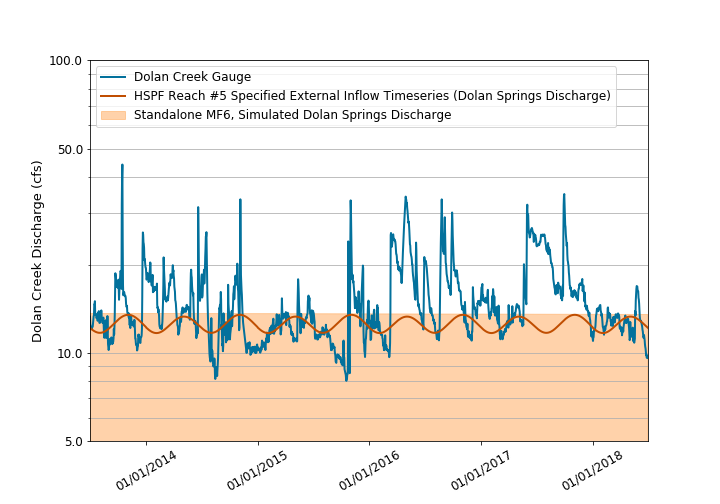 100.0
Dolan Creek Gauge
HSPF Reach #5 Specified External Inflow Timeseries (Dolan Springs Discharge)
Standalone MF6, Simulated Dolan Springs Discharge
50.0
Dolan Creek Discharge (cfs)
10.0
5.0
01/01/2014
01/01/2015
01/01/2016
01/01/2017
01/01/2018